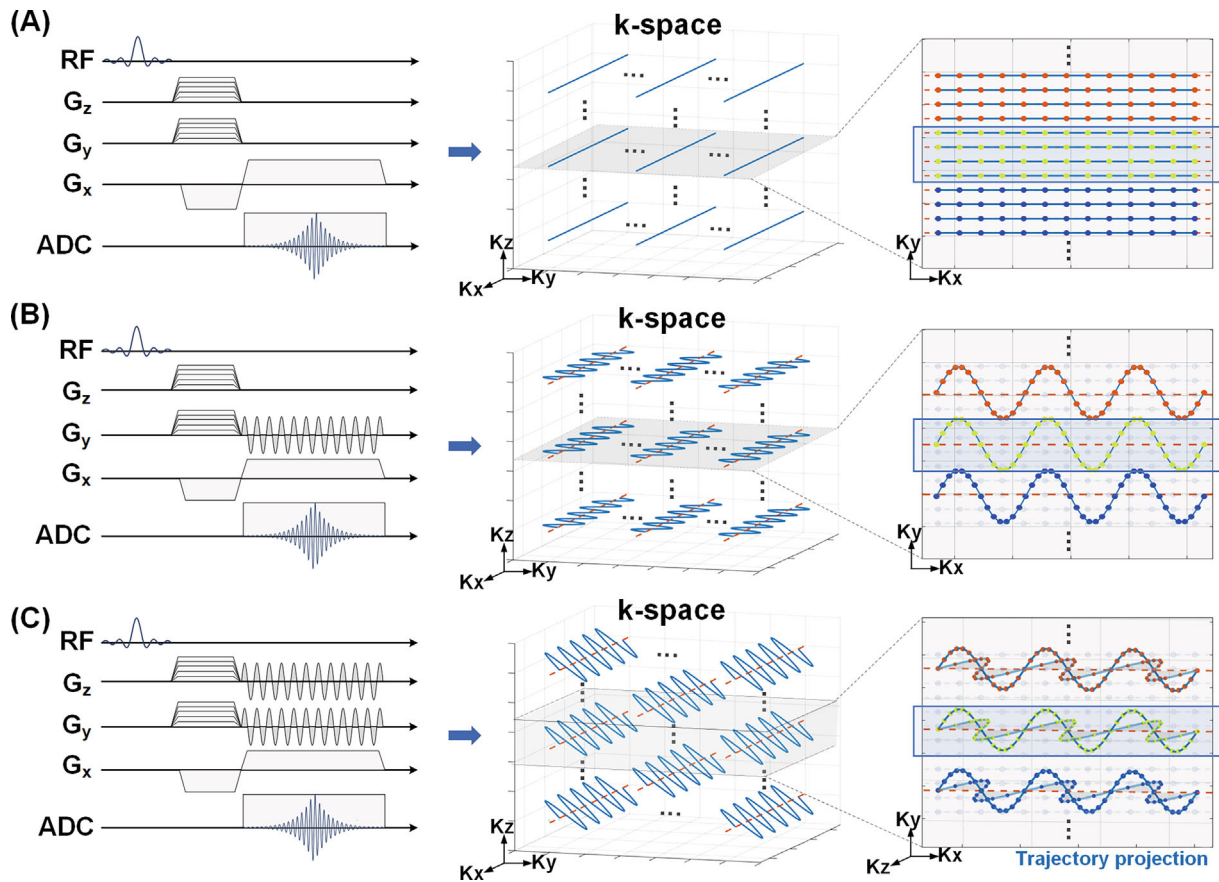 (A)
k-space
RF
Gz
Gy
Gx
ADC
Kz
Kx
Ky
Ky
Kx
(B)
k-space
RF
Gz
Gy
Gx
ADC
Kz
Kx
Ky
Ky
Kx
(C)
k-space
RF
Gz
Gy
Gx
ADC
Kz
Kx
Ky
Ky
Kz
Kx
Trajectory projection